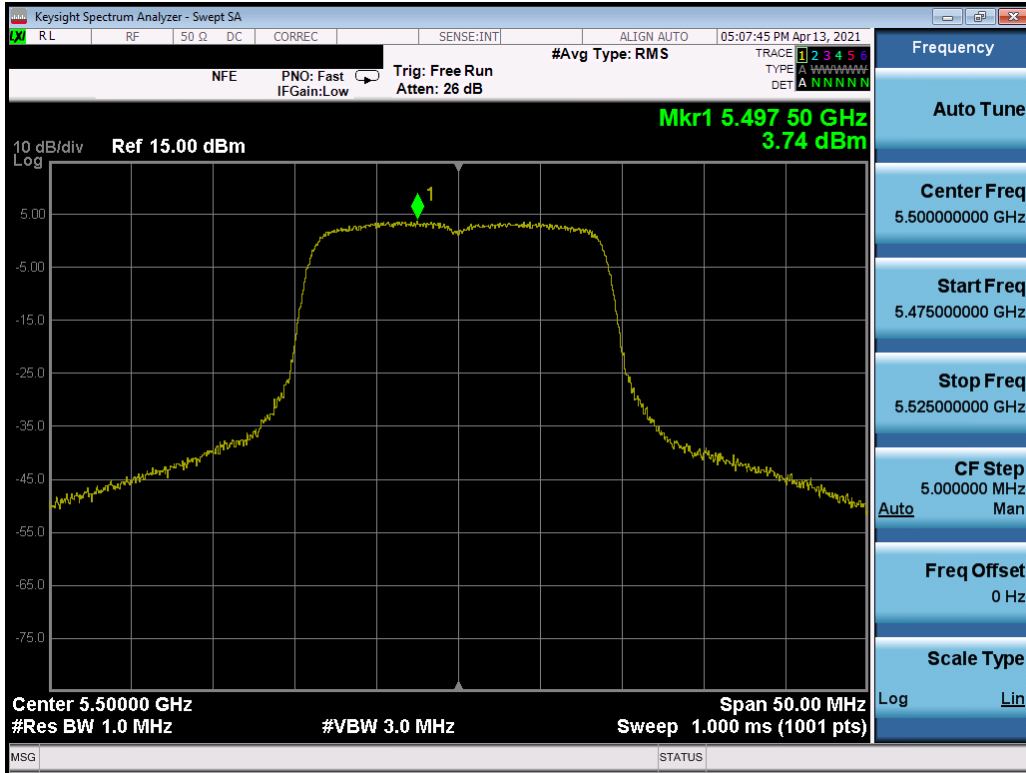 Keysight Spectrum Analyzer - Swept SA
LXI RL RF 50 Ω DC CORREC SENSE:INT ALIGN AUTO 05:07:45 PM Apr 13, 2021
#Avg Type: RMS
TRACE 1 2 3 4 5 6
TYPE A WWWWW
DET A N N N N N
NFE PNO: Fast Trig: Free Run
IFGain:Low Atten: 26 dB
Mkr1 5.497 50 GHz
3.74 dBm
10 dB/div Ref 15.00 dBm
Log
1
5.00
-5.00
-15.0
-25.0
-35.0
-45.0
-55.0
-65.0
-75.0
Center 5.50000 GHz Span 50.00 MHz
#Res BW 1.0 MHz #VBW 3.0 MHz Sweep 1.000 ms (1001 pts)
MSG STATUS
Frequency
Auto Tune
Center Freq
5.500000000 GHz
Start Freq
5.475000000 GHz
Stop Freq
5.525000000 GHz
CF Step
5.000000 MHz
Auto Man
Freq Offset
0 Hz
Scale Type
Log Lin